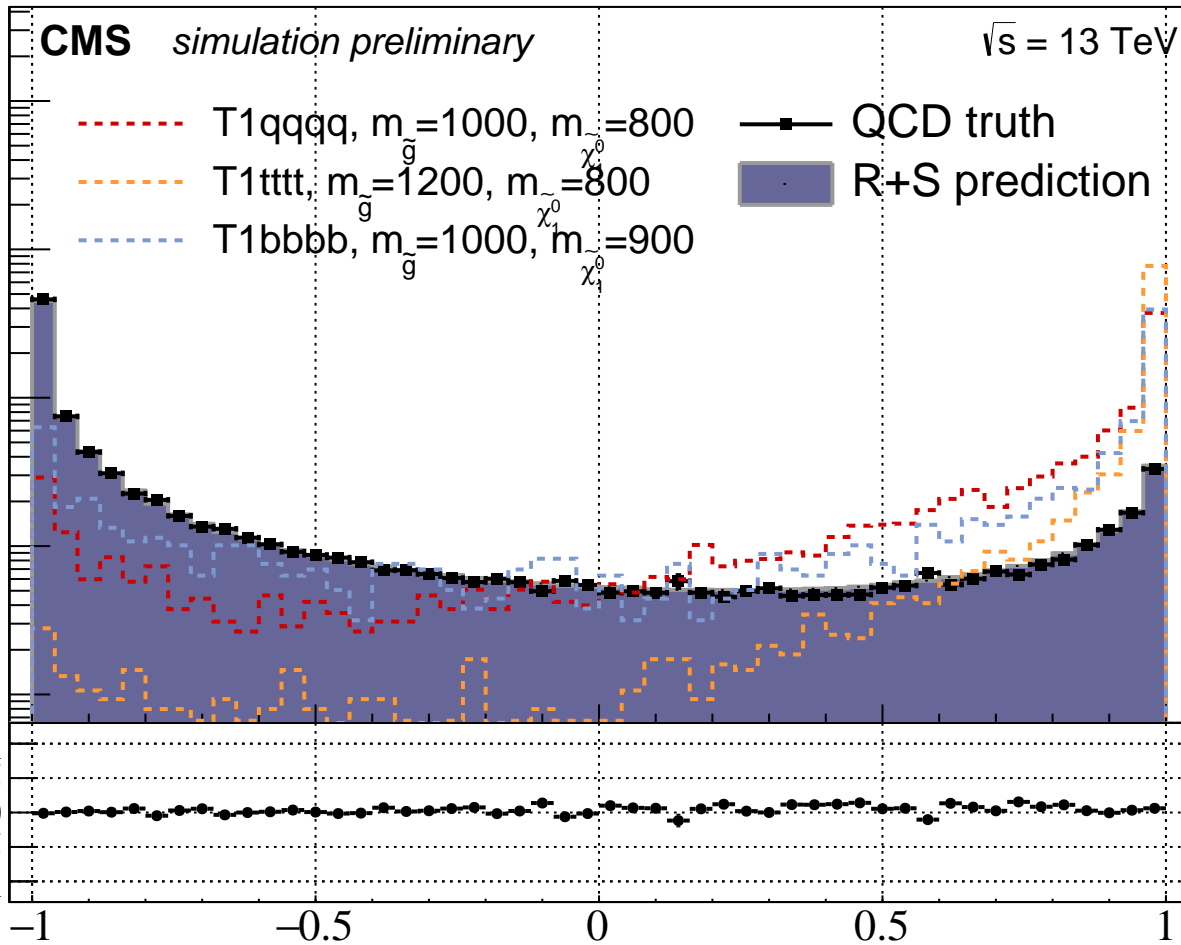 CMS simulation preliminary √s = 13 TeV
T1qqqq, m_g̃=1000, m_χ̃⁰₁=800
T1tttt, m_g̃=1200, m_χ̃⁰₁=800
T1bbbb, m_g̃=1000, m_χ̃⁰₁=900
QCD truth
R+S prediction
−1 −0.5 0 0.5 1